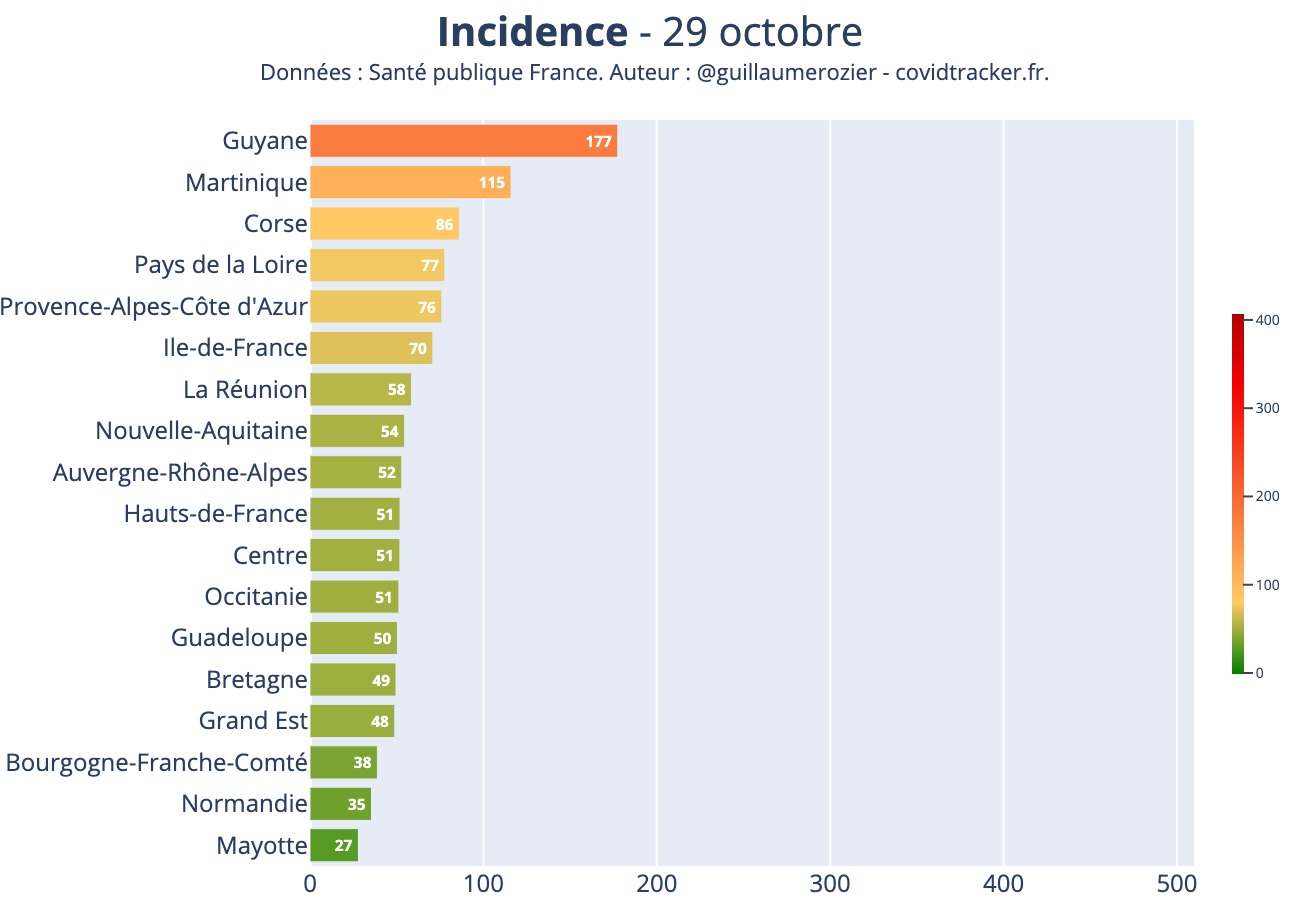 Incidence - 29 octobre
Données : Santé publique France. Auteur : @guillaumerozier - covidtracker.fr.
Guyane 177
Martinique 115
Corse 86
Pays de la Loire 77
Provence-Alpes-Côte d'Azur 76
Ile-de-France 70
La Réunion 58
Nouvelle-Aquitaine 54
Auvergne-Rhône-Alpes 52
Hauts-de-France 51
Centre 51
Occitanie 51
Guadeloupe 50
Bretagne 49
Grand Est 48
Bourgogne-Franche-Comté 38
Normandie 35
Mayotte 27
0 100 200 300 400 500
400
300
200
100
0